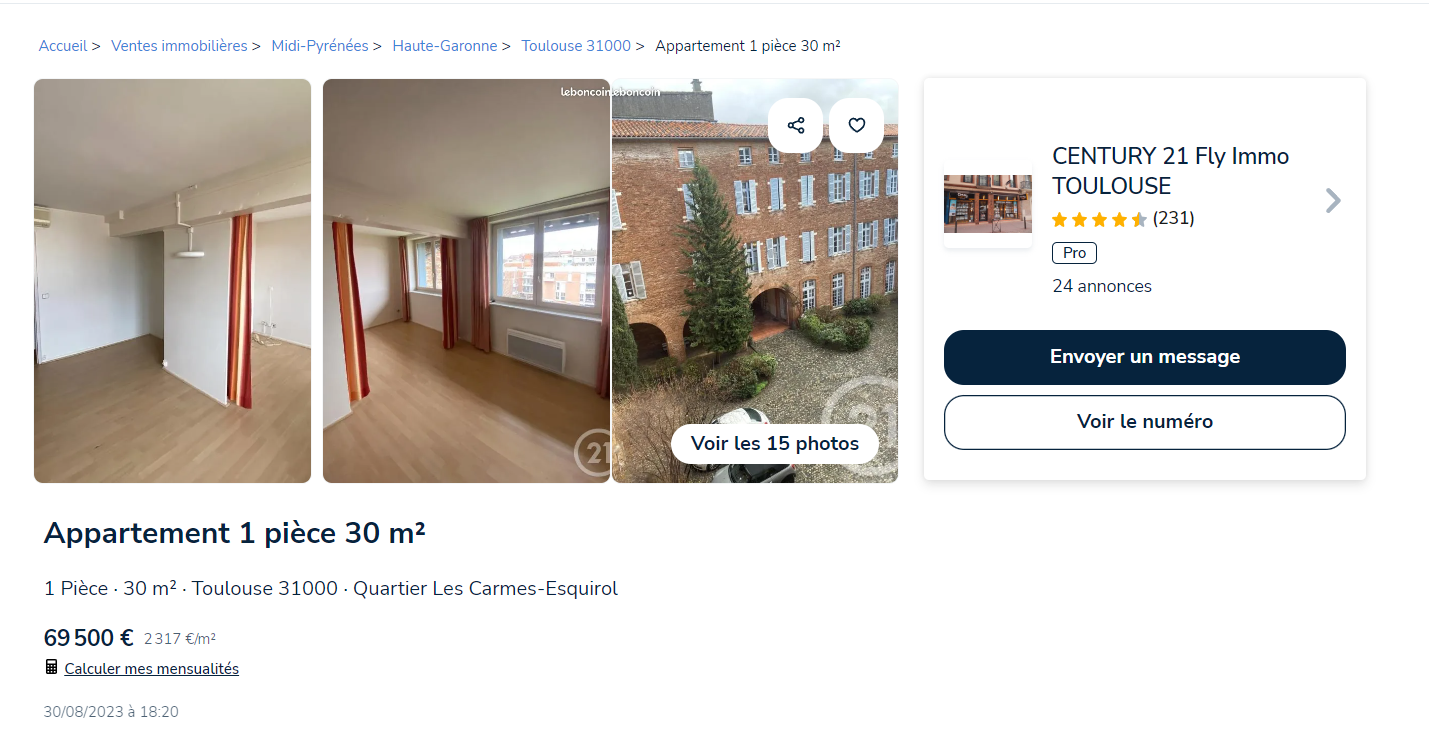 Accueil > Ventes immobilières > Midi-Pyrénées > Haute-Garonne > Toulouse 31000 > Appartement 1 pièce 30 m²
leboncoin
leboncoin
21
21
Voir les 15 photos
CENTURY 21 Fly Immo
TOULOUSE
(231)
Pro
24 annonces
Envoyer un message
Voir le numéro
Appartement 1 pièce 30 m²
1 Pièce · 30 m² · Toulouse 31000 · Quartier Les Carmes-Esquirol
69 500 € 2 317 €/m²
Calculer mes mensualités
30/08/2023 à 18:20